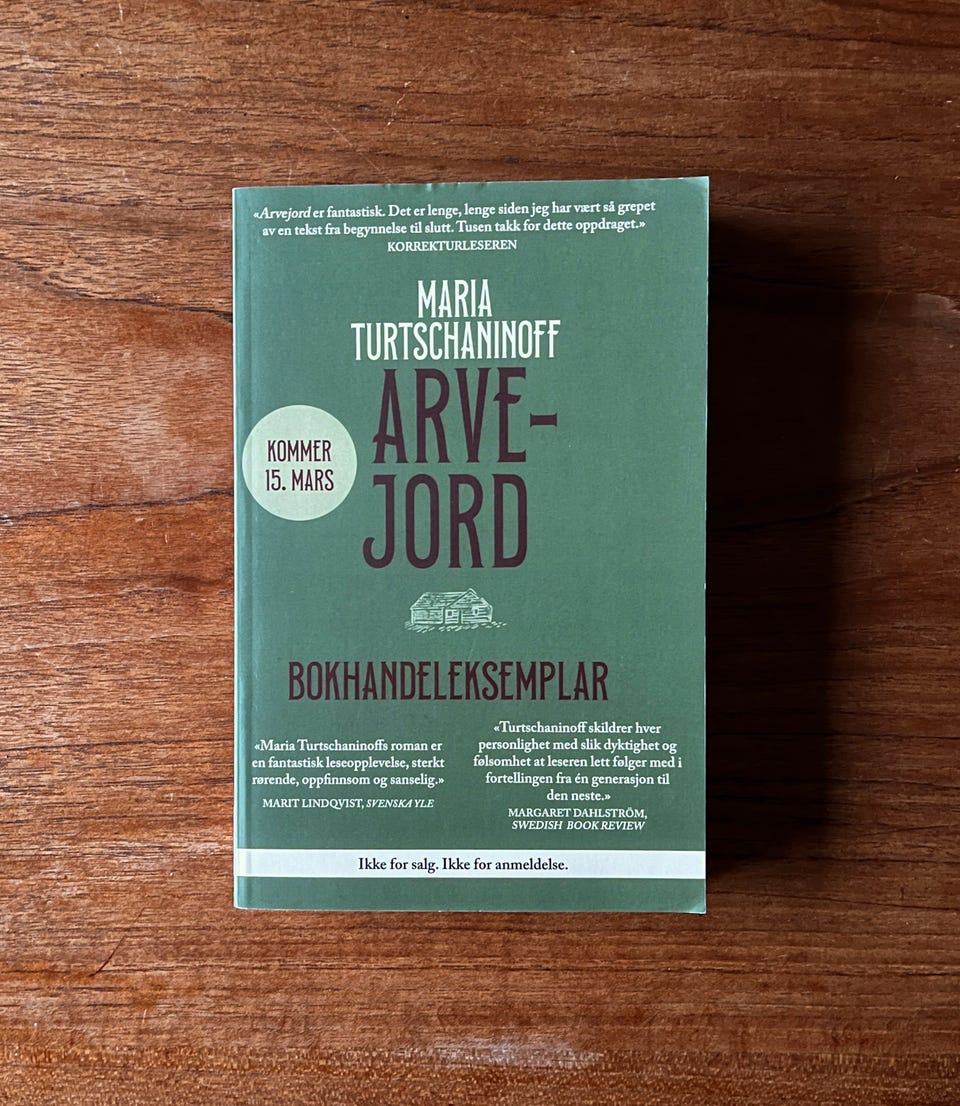 «Arvejord er fantastisk. Det er lenge, lenge siden jeg har vært så grepet
av en tekst fra begynnelse til slutt. Tusen takk for dette oppdraget.»
KORREKTURLESEREN
MARIA
TURTSCHANINOFF
ARVE-
JORD
KOMMER
15. MARS
BOKHANDELEKSEMPLAR
«Maria Turtschaninoffs roman er
en fantastisk leseopplevelse, sterkt
rørende, oppfinnsom og sanselig.»
MARIT LINDQVIST, SVENSKA YLE
«Turtschaninoff skildrer hver
personlighet med slik dyktighet og
følsomhet at leseren lett følger med i
fortellingen fra én generasjon til
den neste.»
MARGARET DAHLSTRÖM,
SWEDISH BOOK REVIEW
Ikke for salg. Ikke for anmeldelse.